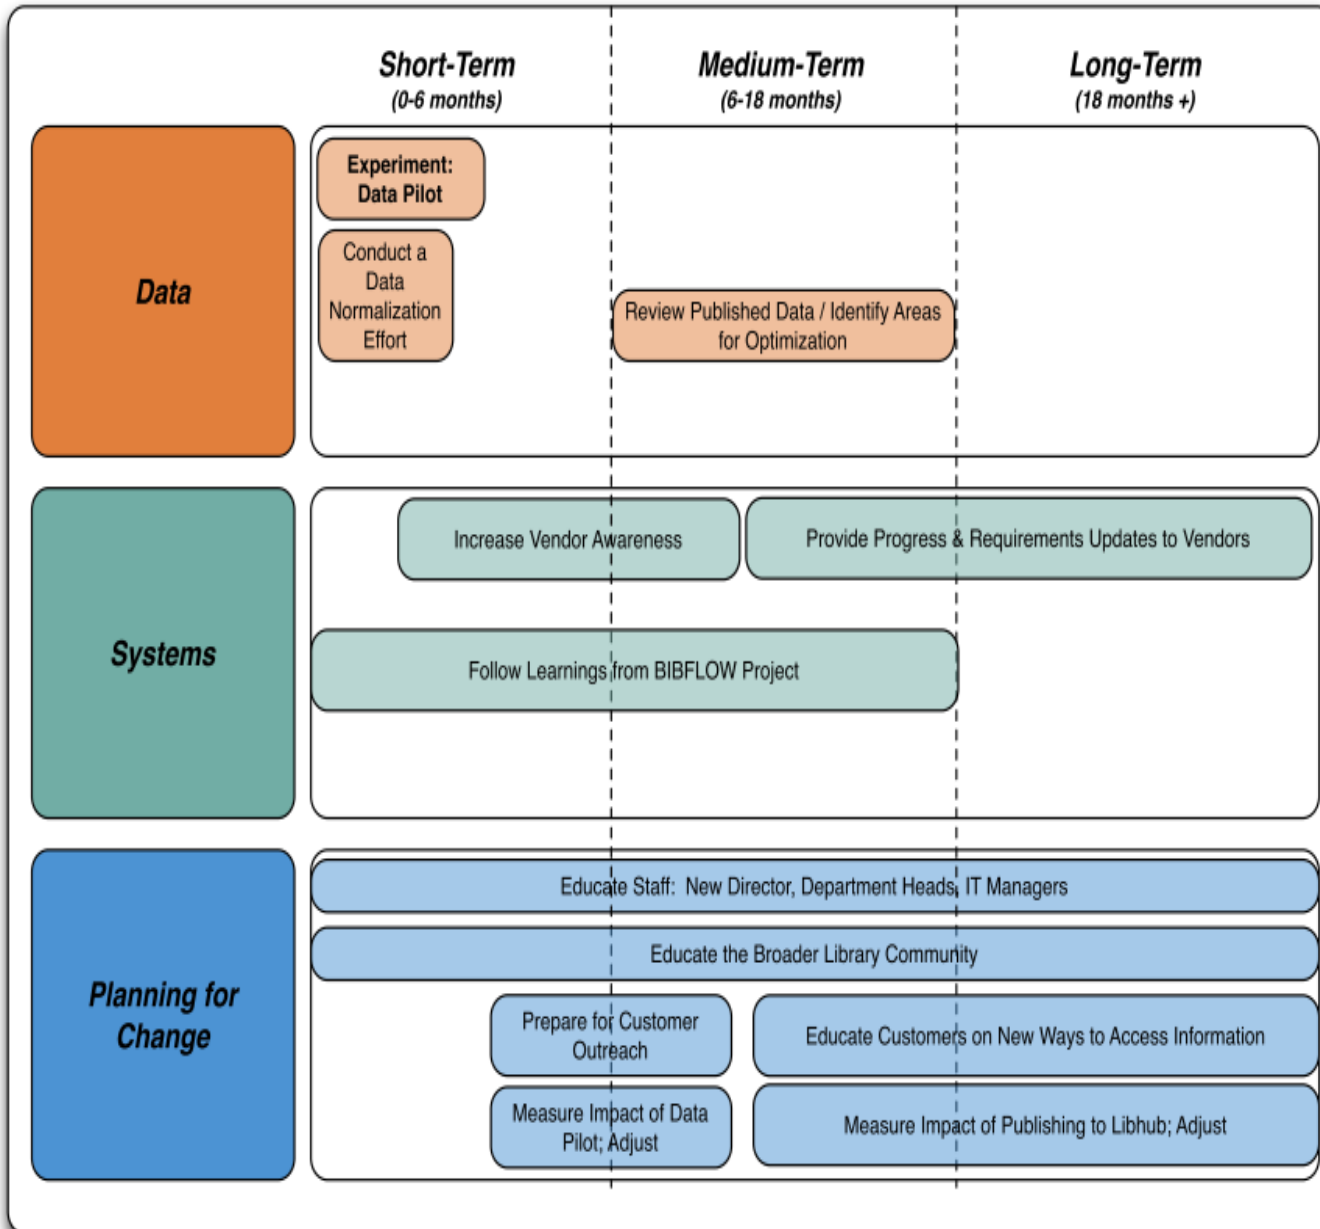 Short-Term
(0-6 months)
Medium-Term
(6-18 months)
Long-Term
(18 months +)
Data
Experiment:
Data Pilot
Conduct a
Data
Normalization
Effort
Review Published Data / Identify Areas
for Optimization
Systems
Increase Vendor Awareness
Provide Progress & Requirements Updates to Vendors
Follow Learnings from BIBFLOW Project
Planning for
Change
Educate Staff: New Director, Department Heads, IT Managers
Educate the Broader Library Community
Prepare for Customer
Outreach
Educate Customers on New Ways to Access Information
Measure Impact of Data
Pilot; Adjust
Measure Impact of Publishing to Libhub; Adjust